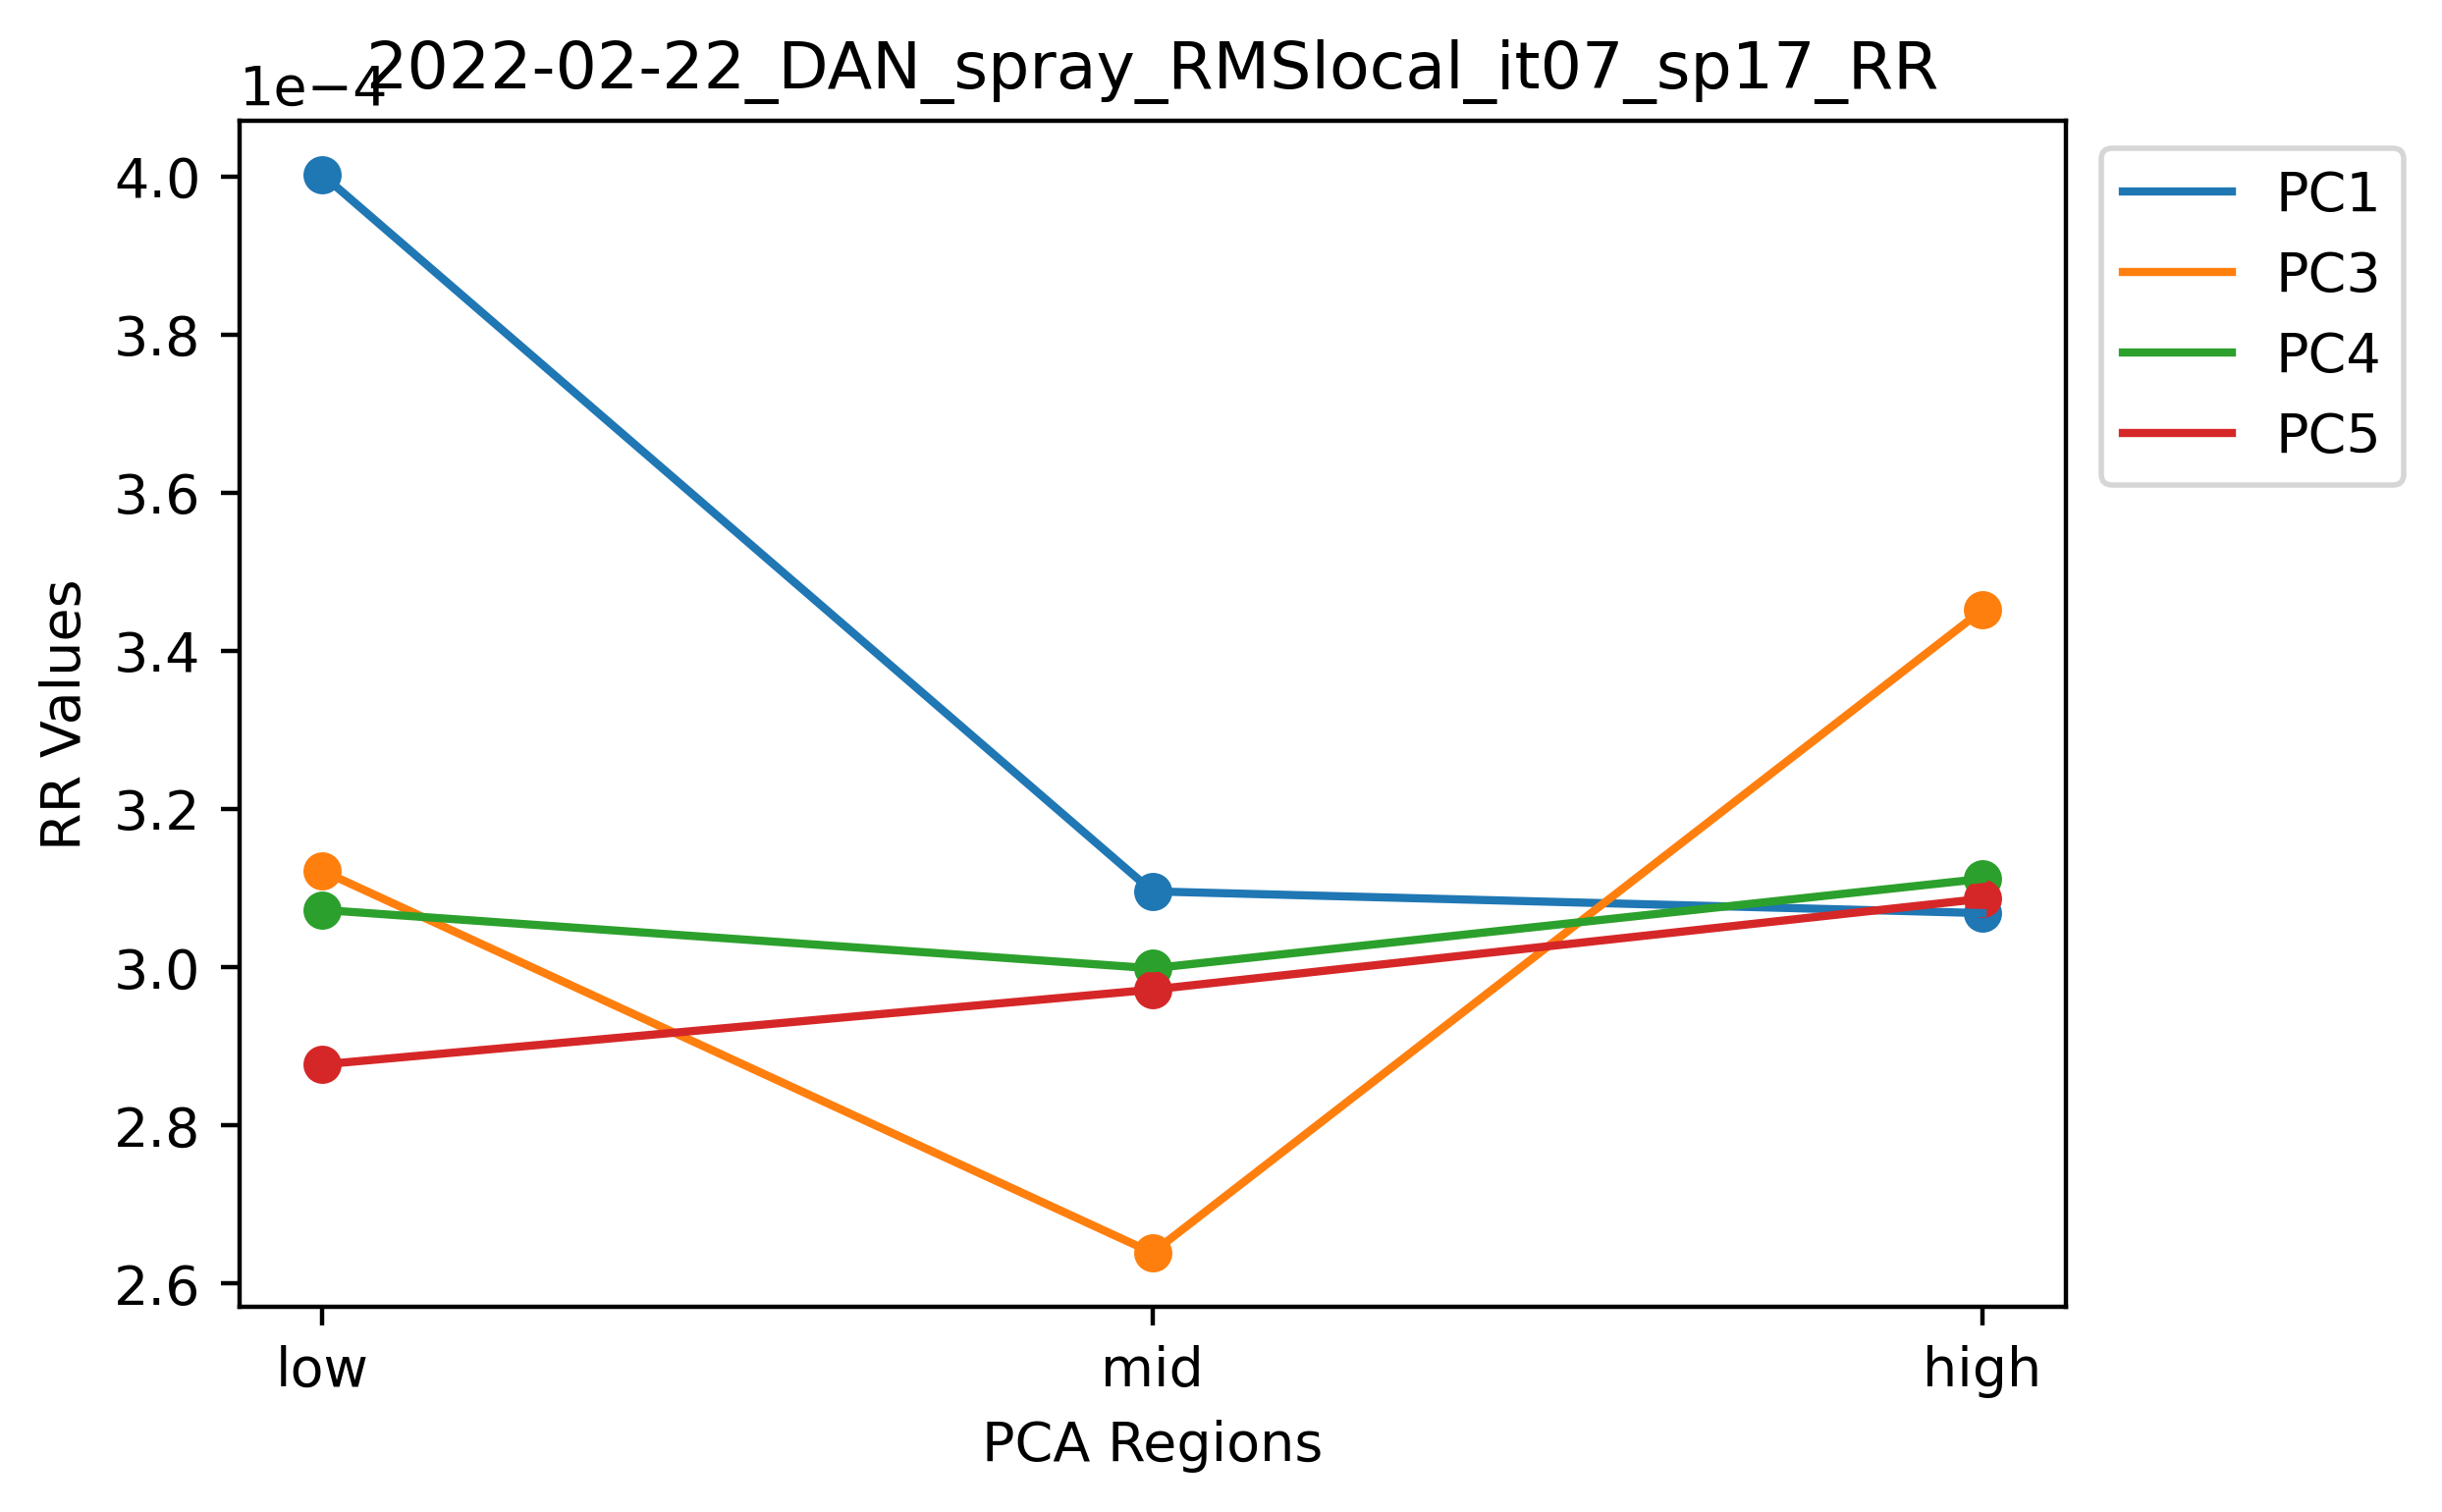 2022-02-22_DAN_spray_RMSlocal_it07_sp17_RR
1e−4
4.0
3.8
3.6
3.4
3.2
3.0
2.8
2.6
RR Values
low
mid
high
PCA Regions
PC1
PC3
PC4
PC5